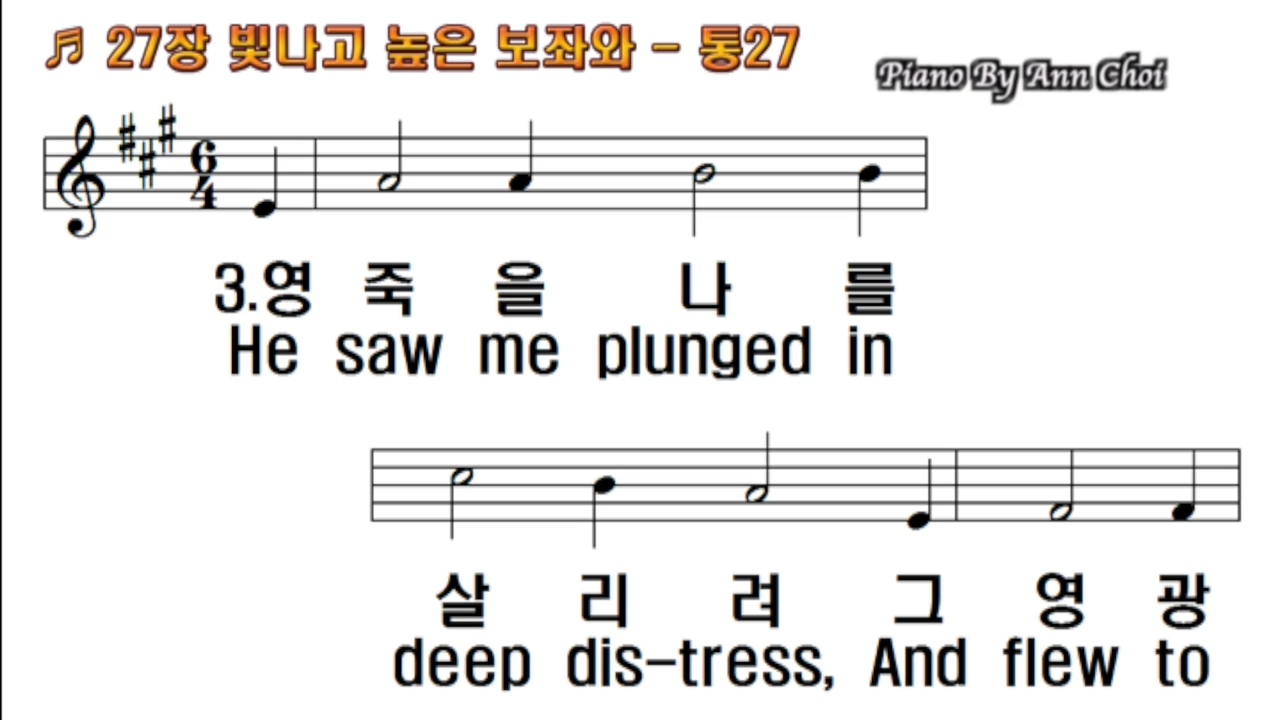 27장 빛나고 높은 보좌와 - 통27
Piano By Ann Choi
6
4
3.영 죽 을 나 를
He saw me plunged in
살 리 려 그 영 광
deep dis-tress, And flew to